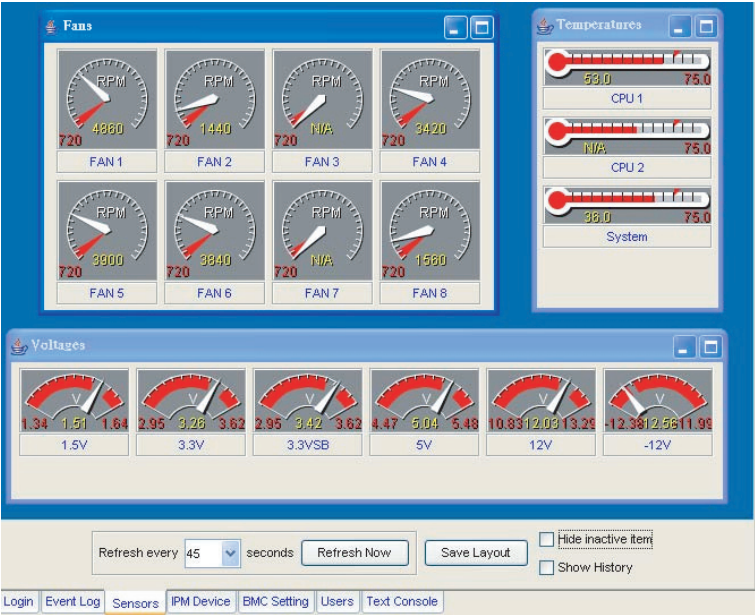 Fans
RPM RPM RPM RPM
4860 1440 N/A 3420
720 720 720 720
FAN 1 FAN 2 FAN 3 FAN 4
RPM RPM RPM RPM
3900 3840 N/A 1560
720 720 720 720
FAN 5 FAN 6 FAN 7 FAN 8
Temperatures
53.0 75.0
CPU 1
N/A 75.0
CPU 2
36.0 75.0
System
Voltages
V V V V V V
1.34 1.51 1.64 2.95 3.26 3.62 2.95 3.42 3.62 4.47 5.04 5.48 10.83 12.03 13.29 -12.38 12.56 11.99
1.5V 3.3V 3.3VSB 5V 12V -12V
Refresh every 45 seconds Refresh Now Save Layout
Hide inactive item
Show History
Login Event Log Sensors IPM Device BMC Setting Users Text Console